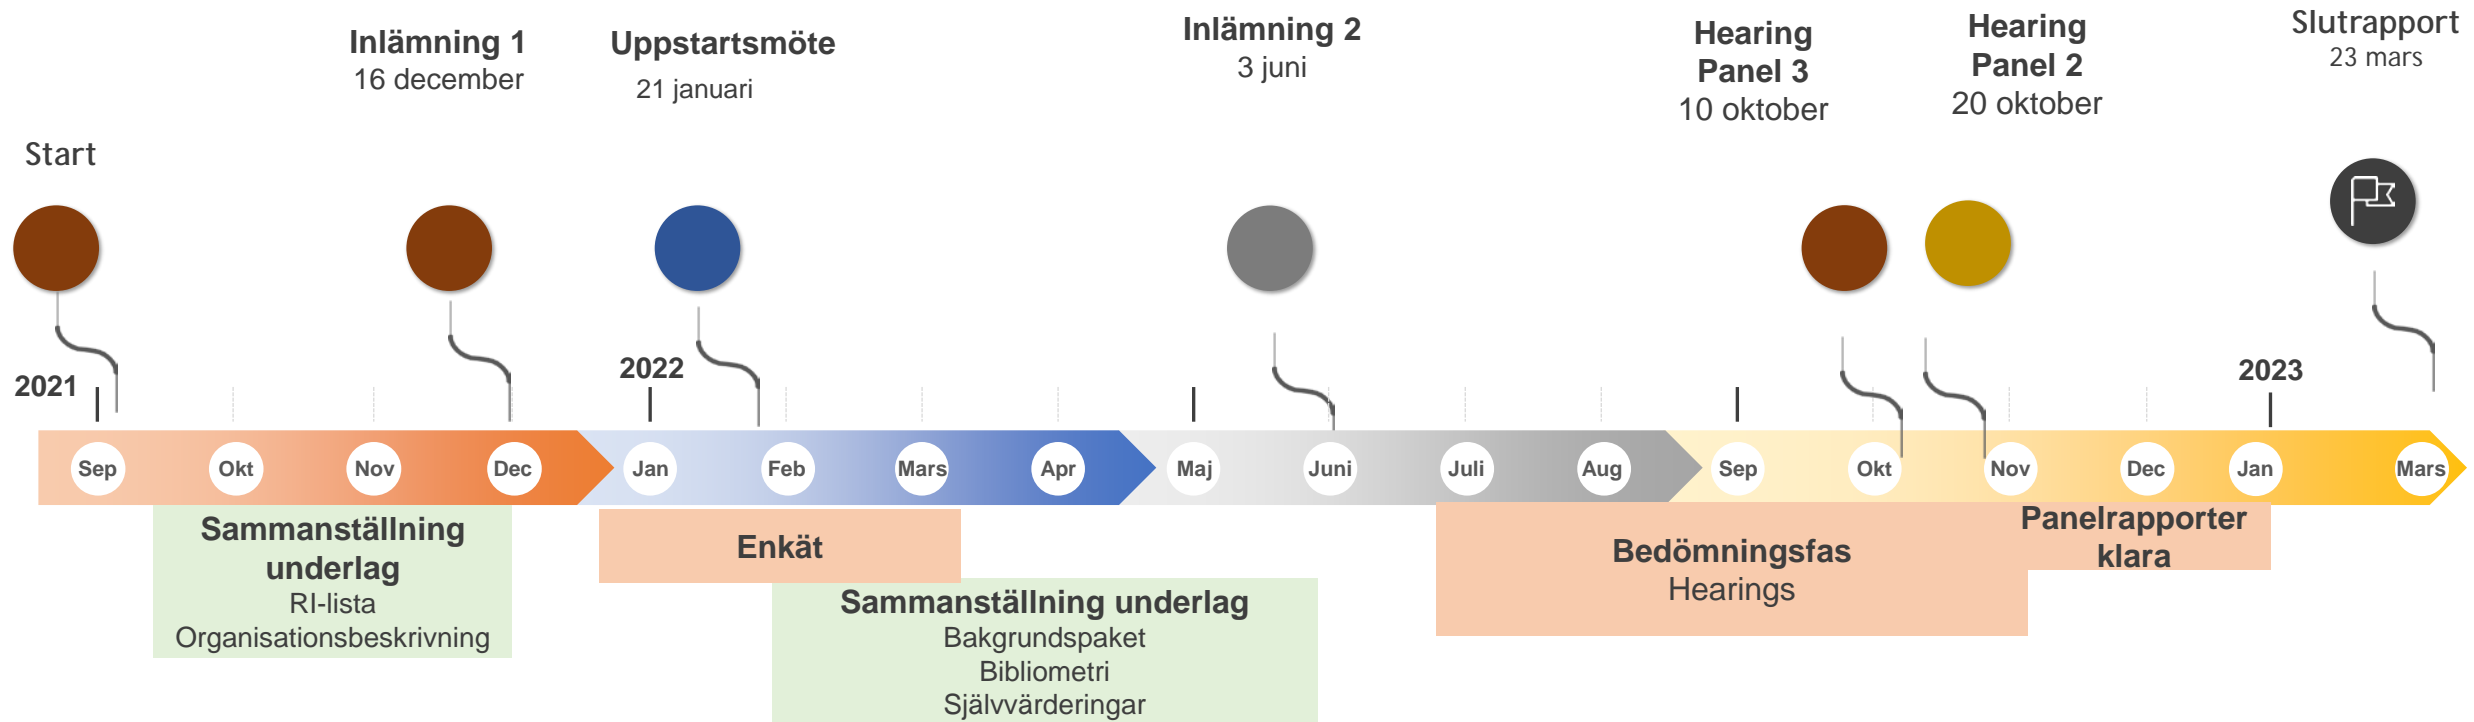 Start
Inlämning 1
16 december
Uppstartsmöte
21 januari
Inlämning 2
3 juni
Hearing
Panel 3
10 oktober
Hearing
Panel 2
20 oktober
Slutrapport
23 mars
2021
2022
2023
Sep
Okt
Nov
Dec
Jan
Feb
Mars
Apr
Maj
Juni
Juli
Aug
Sep
Okt
Nov
Dec
Jan
Mars
Sammanställning
underlag
RI-lista
Organisationsbeskrivning
Enkät
Sammanställning underlag
Bakgrundspaket
Bibliometri
Självvärderingar
Bedömningsfas
Hearings
Panelrapporter
klara